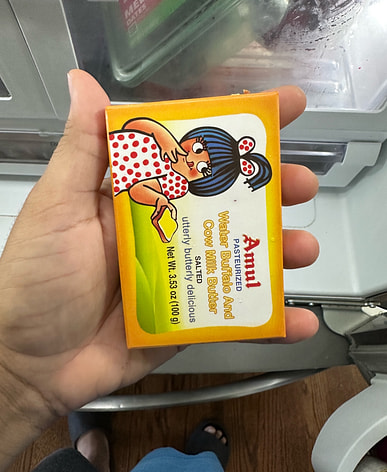 Amul
PASTEURIZED
Water Buffalo And
Cow Milk Butter
SALTED
utterly butterly delicious
Net Wt. 3.53 oz (100 g)